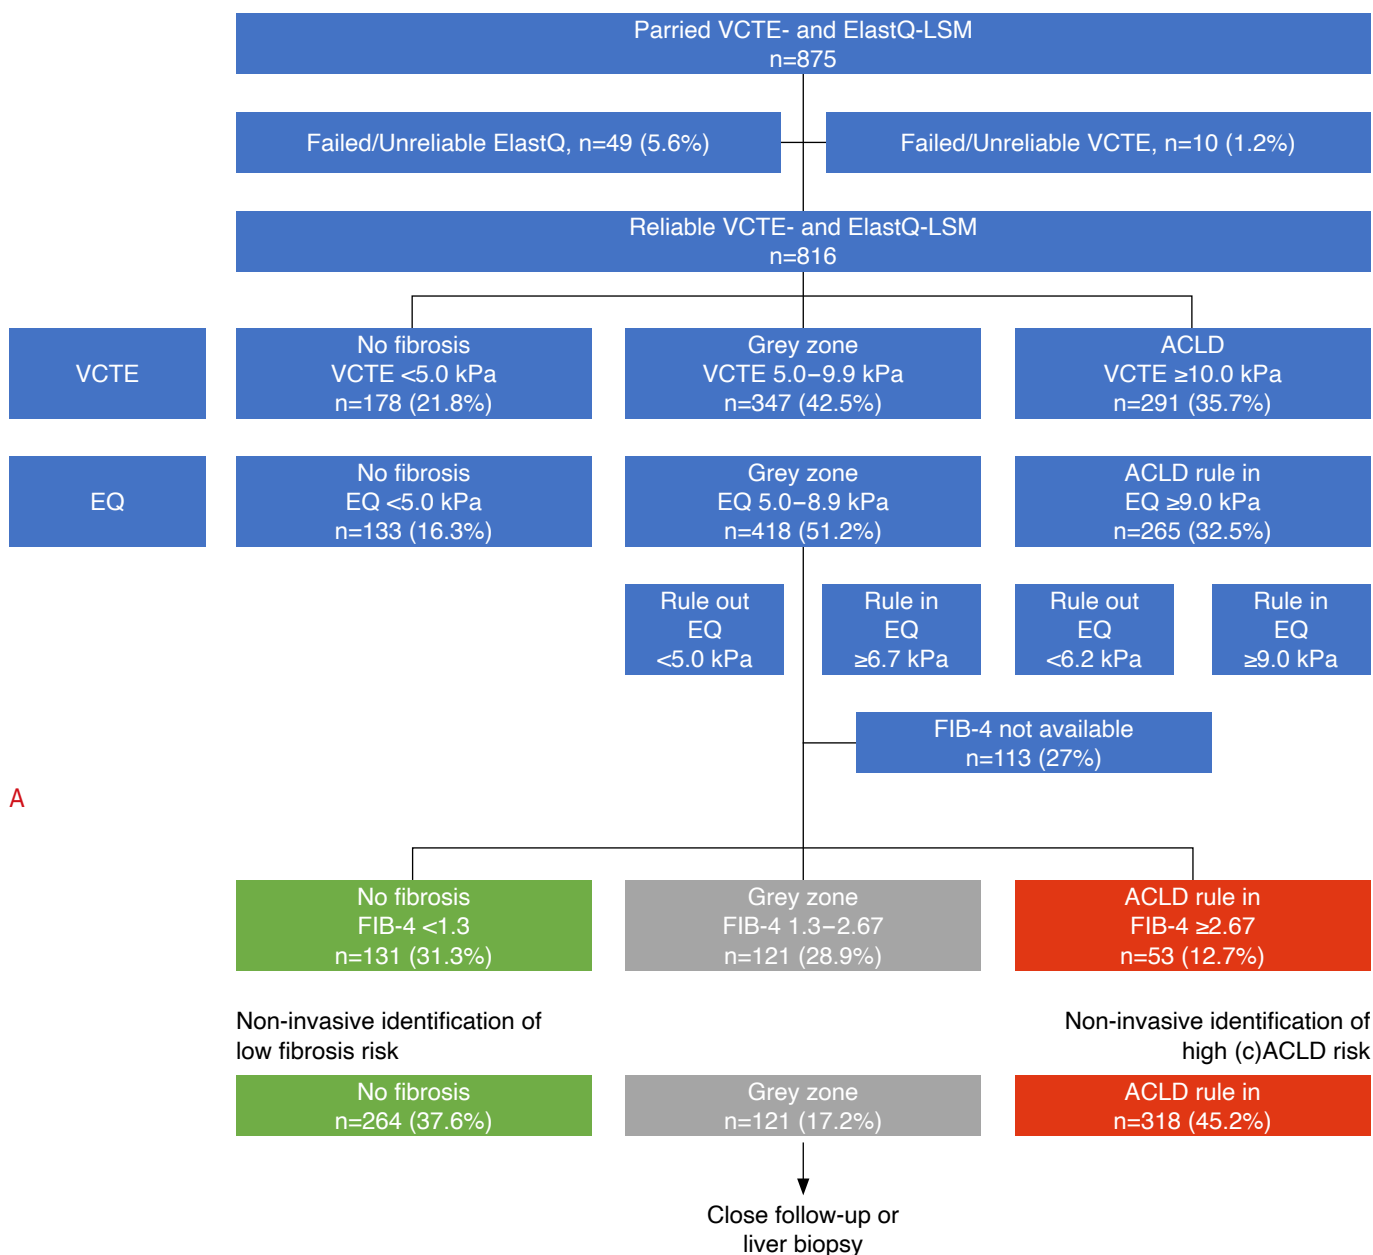 Parried VCTE- and ElastQ-LSM
n=875
Failed/Unreliable ElastQ, n=49 (5.6%)
Failed/Unreliable VCTE, n=10 (1.2%)
Reliable VCTE- and ElastQ-LSM
n=816
VCTE
No fibrosis
VCTE <5.0 kPa
n=178 (21.8%)
Grey zone
VCTE 5.0–9.9 kPa
n=347 (42.5%)
ACLD
VCTE ≥10.0 kPa
n=291 (35.7%)
EQ
No fibrosis
EQ <5.0 kPa
n=133 (16.3%)
Grey zone
EQ 5.0–8.9 kPa
n=418 (51.2%)
ACLD rule in
EQ ≥9.0 kPa
n=265 (32.5%)
Rule out
EQ
<5.0 kPa
Rule in
EQ
≥6.7 kPa
Rule out
EQ
<6.2 kPa
Rule in
EQ
≥9.0 kPa
FIB-4 not available
n=113 (27%)
A
No fibrosis
FIB-4 <1.3
n=131 (31.3%)
Grey zone
FIB-4 1.3–2.67
n=121 (28.9%)
ACLD rule in
FIB-4 ≥2.67
n=53 (12.7%)
Non-invasive identification of
low fibrosis risk
Non-invasive identification of
high (c)ACLD risk
No fibrosis
n=264 (37.6%)
Grey zone
n=121 (17.2%)
ACLD rule in
n=318 (45.2%)
Close follow-up or
liver biopsy